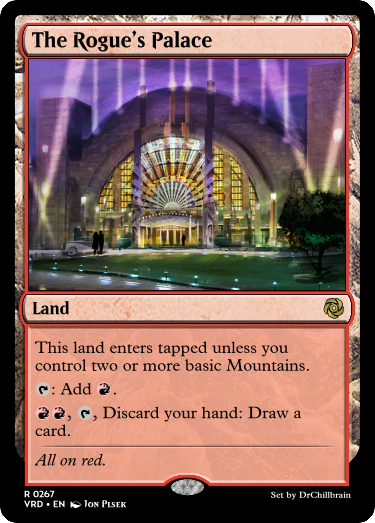 The Rogue's Palace
Land
This land enters tapped unless you
control two or more basic Mountains.
: Add .
, , Discard your hand: Draw a
card.
All on red.
R 0267
VRD • EN Jon Plsek
Set by DrChillbrain